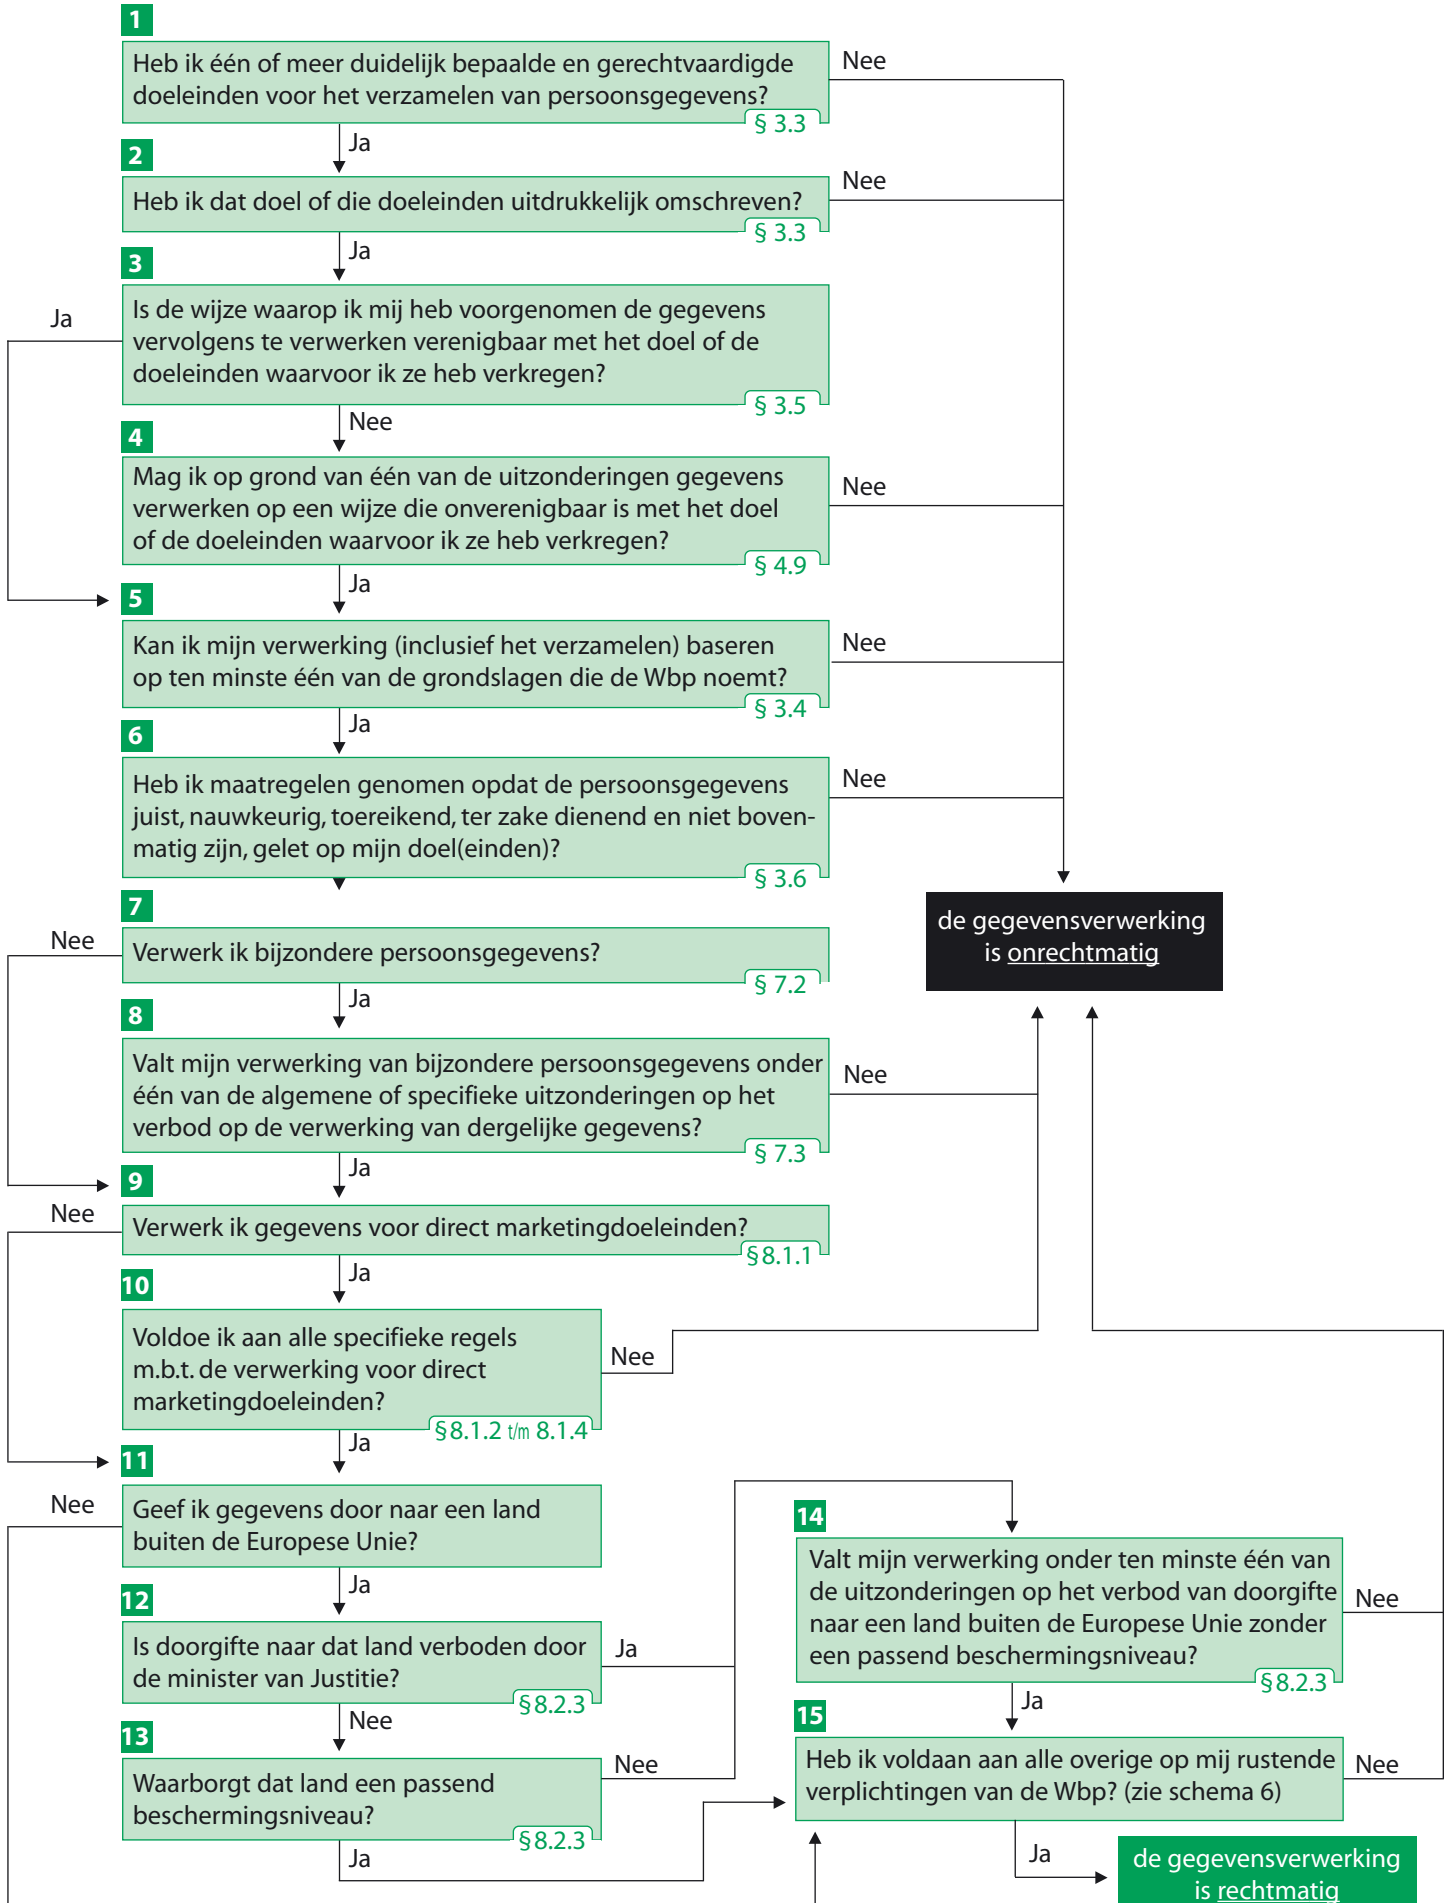 1
Heb ik één of meer duidelijk bepaalde en gerechtvaardigde
doeleinden voor het verzamelen van persoonsgegevens?
§ 3.3
Nee
Ja
2
Heb ik dat doel of die doeleinden uitdrukkelijk omschreven?
§ 3.3
Nee
Ja
3
Is de wijze waarop ik mij heb voorgenomen de gegevens
vervolgens te verwerken verenigbaar met het doel of de
doeleinden waarvoor ik ze heb verkregen?
§ 3.5
Ja
Nee
4
Mag ik op grond van één van de uitzonderingen gegevens
verwerken op een wijze die onverenigbaar is met het doel
of de doeleinden waarvoor ik ze heb verkregen?
§ 4.9
Nee
Ja
5
Kan ik mijn verwerking (inclusief het verzamelen) baseren
op ten minste één van de grondslagen die de Wbp noemt?
§ 3.4
Nee
Ja
6
Heb ik maatregelen genomen opdat de persoonsgegevens
juist, nauwkeurig, toereikend, ter zake dienend en niet boven-
matig zijn, gelet op mijn doel(einden)?
§ 3.6
Nee
de gegevensverwerking
is onrechtmatig
7
Verwerk ik bijzondere persoonsgegevens?
§ 7.2
Nee
Ja
8
Valt mijn verwerking van bijzondere persoonsgegevens onder
één van de algemene of specifieke uitzonderingen op het
verbod op de verwerking van dergelijke gegevens?
§ 7.3
Nee
Ja
9
Verwerk ik gegevens voor direct marketingdoeleinden?
§ 8.1.1
Nee
Ja
10
Voldoe ik aan alle specifieke regels
m.b.t. de verwerking voor direct
marketingdoeleinden?
§ 8.1.2 t/m 8.1.4
Nee
Ja
11
Geef ik gegevens door naar een land
buiten de Europese Unie?
Nee
Ja
12
Is doorgifte naar dat land verboden door
de minister van Justitie?
§ 8.2.3
Ja
Nee
13
Waarborgt dat land een passend
beschermingsniveau?
§ 8.2.3
Nee
Ja
14
Valt mijn verwerking onder ten minste één van
de uitzonderingen op het verbod van doorgifte
naar een land buiten de Europese Unie zonder
een passend beschermingsniveau?
§ 8.2.3
Nee
Ja
15
Heb ik voldaan aan alle overige op mij rustende
verplichtingen van de Wbp? (zie schema 6)
Nee
Ja
de gegevensverwerking
is rechtmatig